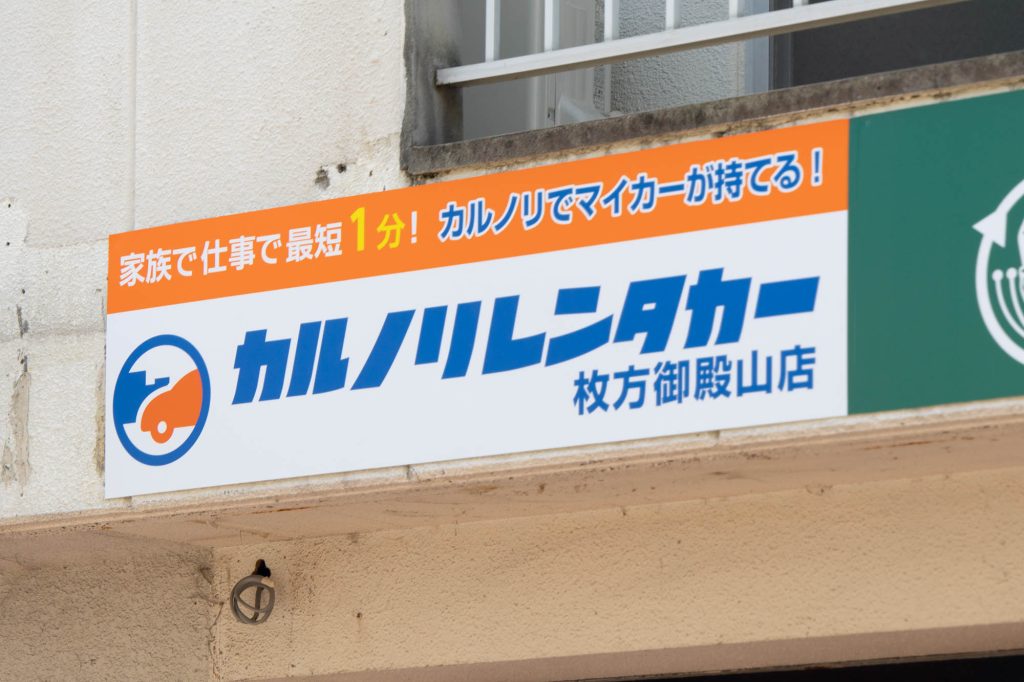 家族で仕事で最短1分! カルノリでマイカーが持てる!
カルノリレンタカー
枚方御殿山店